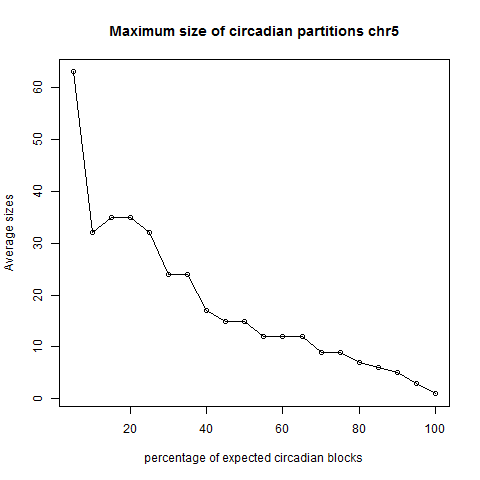 Maximum size of circadian partitions chr5
Average sizes
60
50
40
30
20
10
0
20 40 60 80 100
percentage of expected circadian blocks